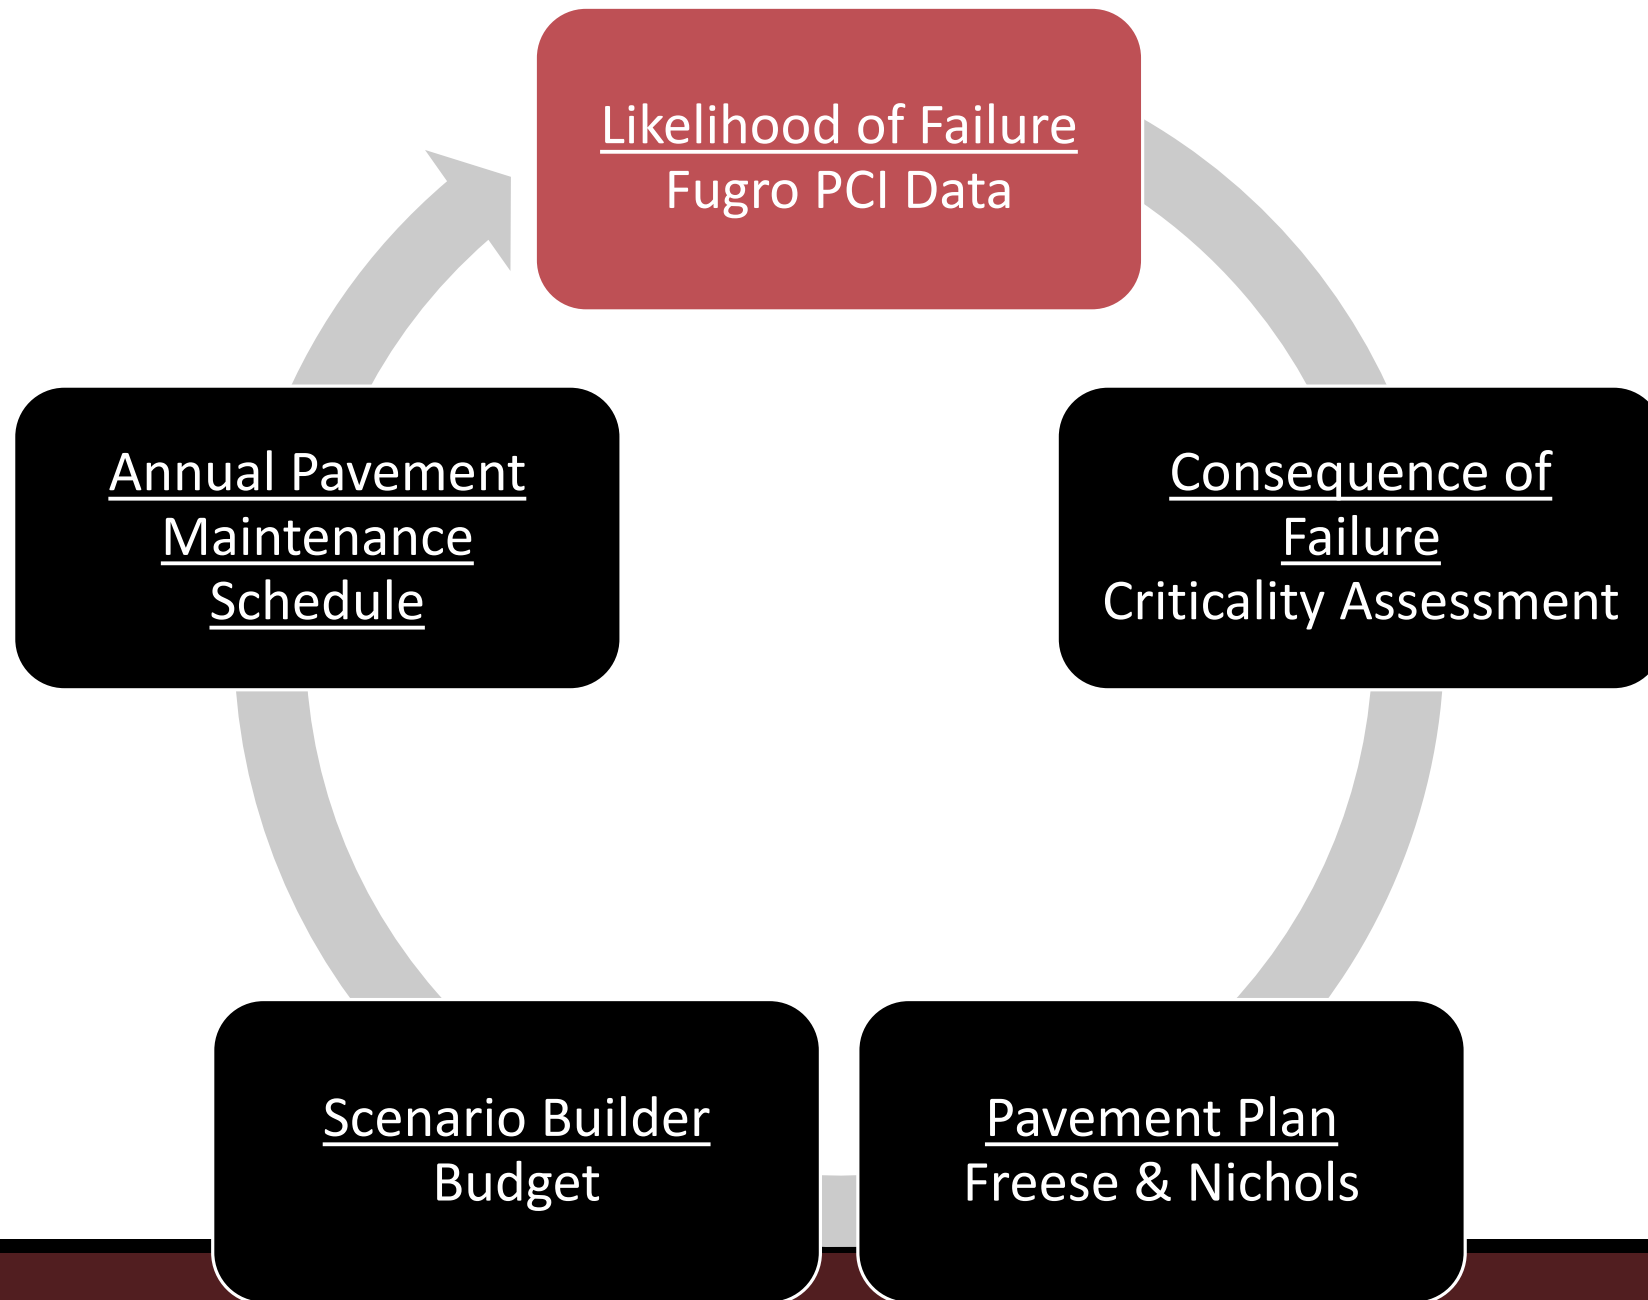 Likelihood of Failure
Fugro PCI Data
Consequence of
Failure
Criticality Assessment
Pavement Plan
Freese & Nichols
Scenario Builder
Budget
Annual Pavement
Maintenance
Schedule